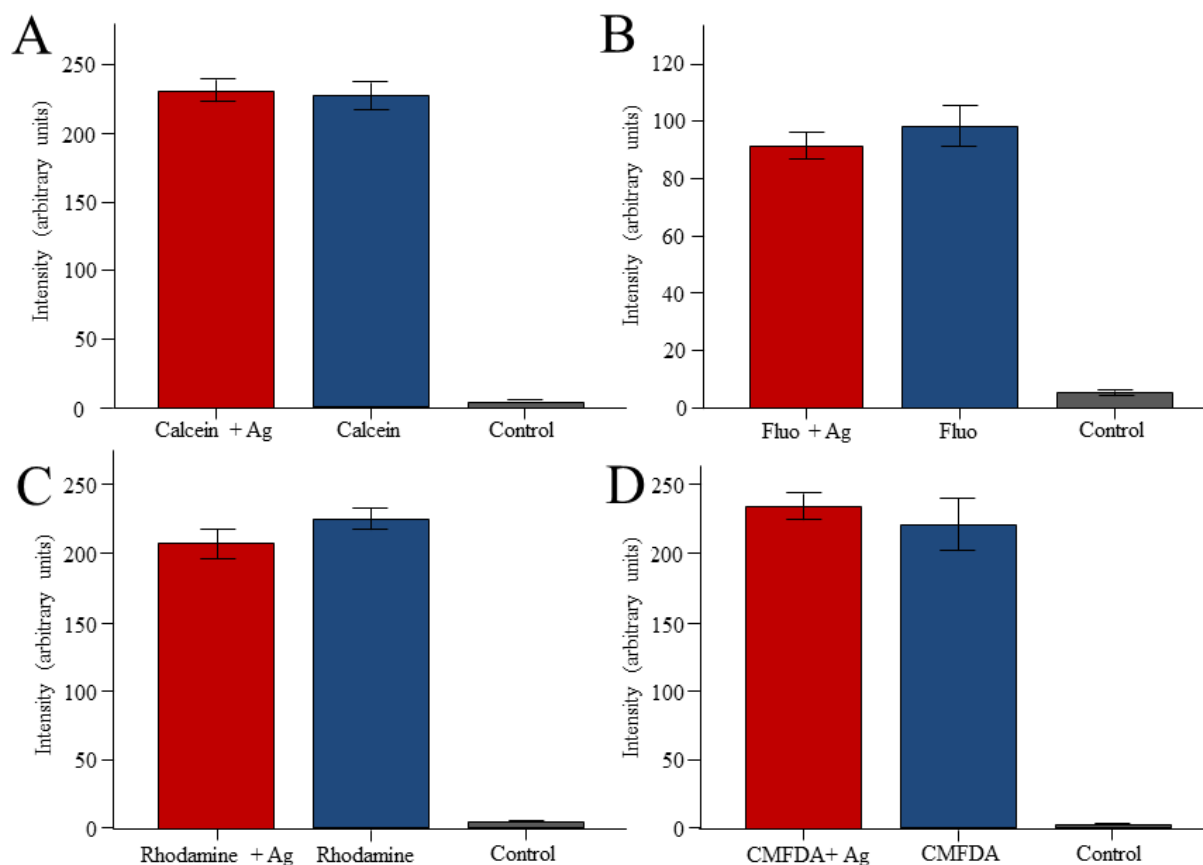 A
Intensity (arbitrary units)
250
200
150
100
50
0
Calcein + Ag
Calcein
Control
B
Intensity (arbitrary units)
120
100
80
60
40
20
0
Fluo + Ag
Fluo
Control
C
Intensity (arbitrary units)
250
200
150
100
50
0
Rhodamine + Ag
Rhodamine
Control
D
Intensity (arbitrary units)
250
200
150
100
50
0
CMFDA+ Ag
CMFDA
Control